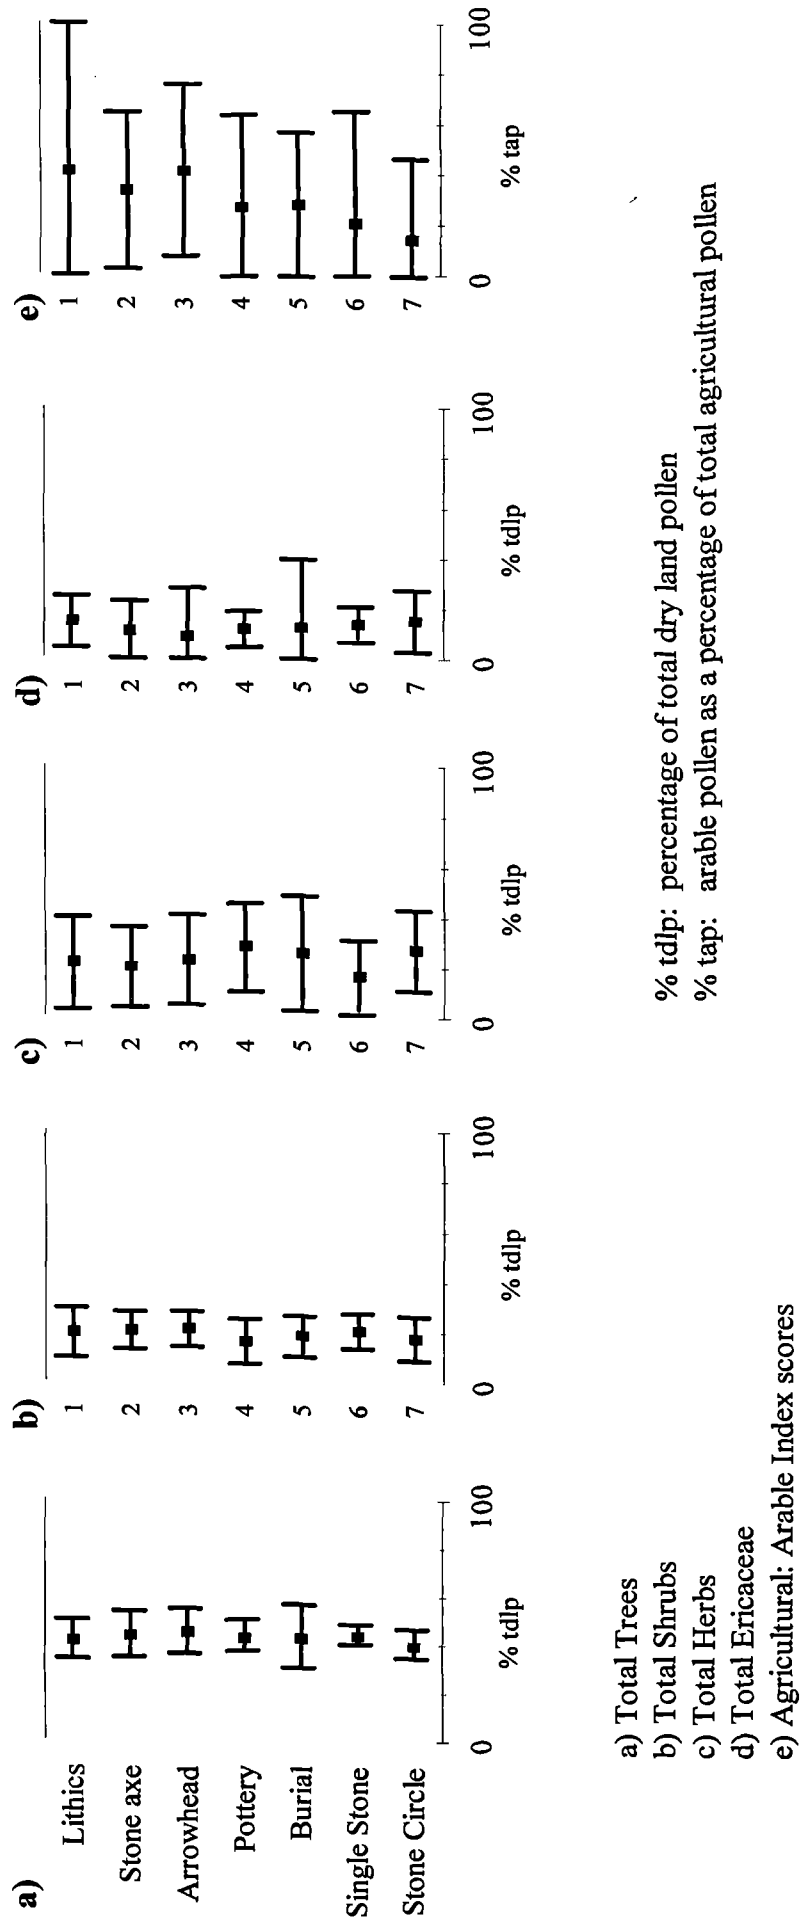 a)
Lithics
Stone axe
Arrowhead
Pottery
Burial
Single Stone
Stone Circle
0 100
% tdlp
b)
1
2
3
4
5
6
7
0 100
% tdlp
c)
1
2
3
4
5
6
7
0 100
% tdlp
d)
1
2
3
4
5
6
7
0 100
% tdlp
e)
1
2
3
4
5
6
7
0 100
% tap
a) Total Trees
b) Total Shrubs
c) Total Herbs
d) Total Ericaceae
e) Agricultural: Arable Index scores
% tdlp: percentage of total dry land pollen
% tap: arable pollen as a percentage of total agricultural pollen